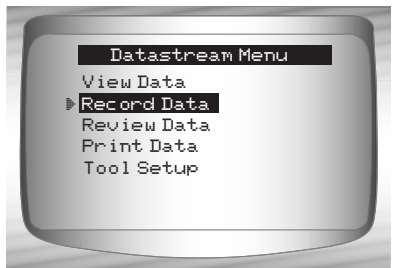 Datastream Menu
View Data
Record Data
Review Data
Print Data
Tool Setup